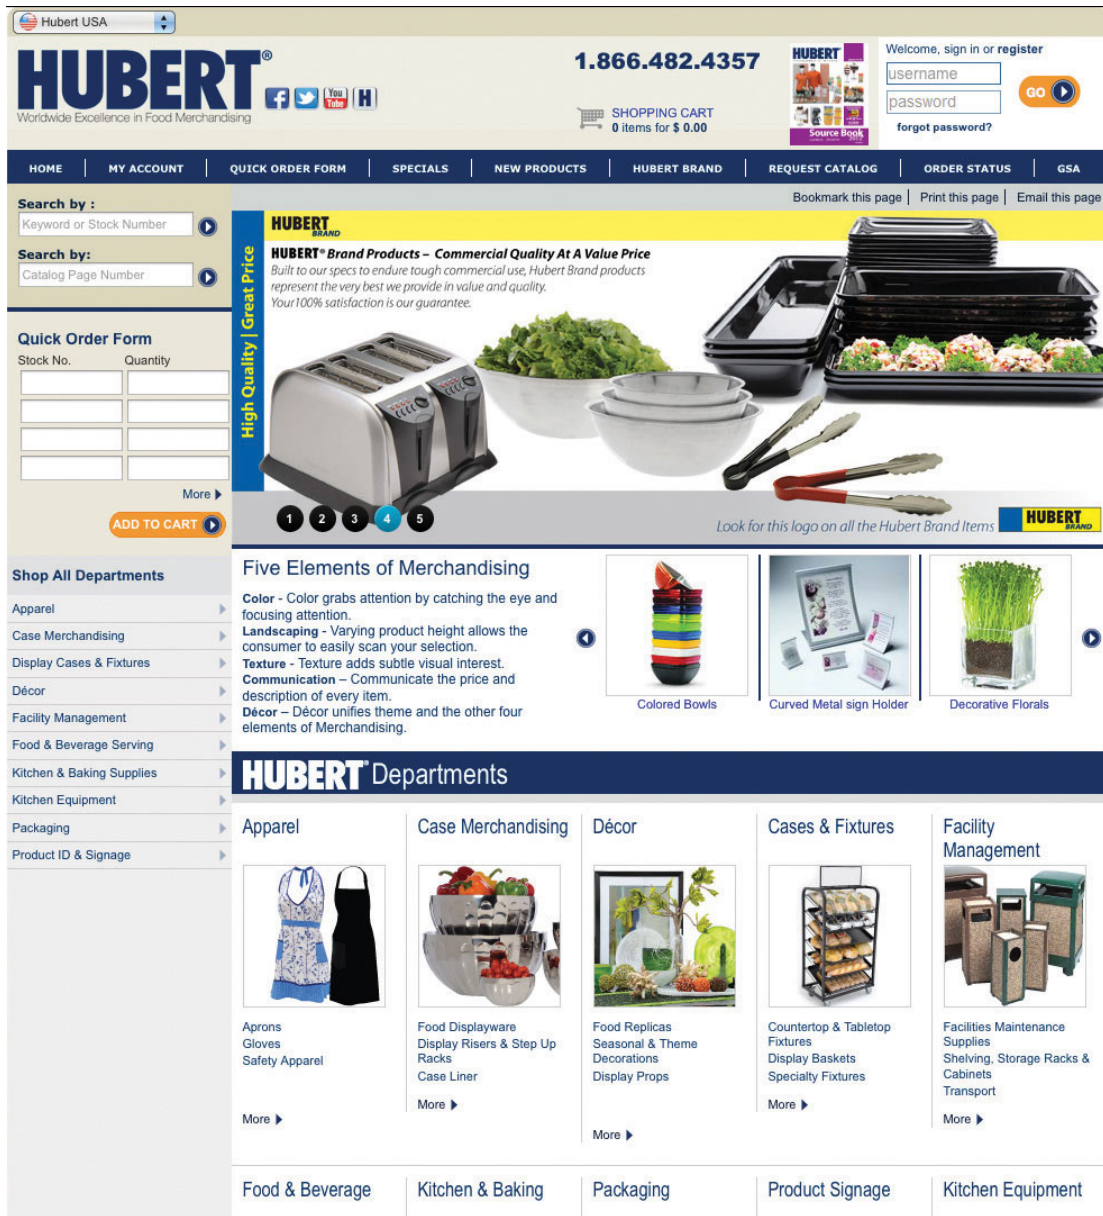 Hubert USA
HUBERT®
Worldwide Excellence in Food Merchandising
You
Tube
H
1.866.482.4357
SHOPPING CART
0 items for $ 0.00
HUBERT
Source Book
Welcome, sign in or register
username
password
GO
forgot password?
HOME
MY ACCOUNT
QUICK ORDER FORM
SPECIALS
NEW PRODUCTS
HUBERT BRAND
REQUEST CATALOG
ORDER STATUS
GSA
Bookmark this page
Print this page
Email this page
Search by :
Keyword or Stock Number
Search by:
Catalog Page Number
Quick Order Form
Stock No.
Quantity
More
ADD TO CART
High Quality | Great Price
HUBERT
BRAND
HUBERT® Brand Products – Commercial Quality At A Value Price
Built to our specs to endure tough commercial use, Hubert Brand products
represent the very best we provide in value and quality.
Your 100% satisfaction is our guarantee.
1 2 3 4 5
Look for this logo on all the Hubert Brand Items
HUBERT
BRAND
Shop All Departments
Apparel
Case Merchandising
Display Cases & Fixtures
Décor
Facility Management
Food & Beverage Serving
Kitchen & Baking Supplies
Kitchen Equipment
Packaging
Product ID & Signage
Five Elements of Merchandising
Color - Color grabs attention by catching the eye and
focusing attention.
Landscaping - Varying product height allows the
consumer to easily scan your selection.
Texture - Texture adds subtle visual interest.
Communication – Communicate the price and
description of every item.
Décor – Décor unifies theme and the other four
elements of Merchandising.
Colored Bowls
Curved Metal sign Holder
Decorative Florals
HUBERT® Departments
Apparel
Aprons
Gloves
Safety Apparel
More
Case Merchandising
Food Displayware
Display Risers & Step Up
Racks
Case Liner
More
Décor
Food Replicas
Seasonal & Theme
Decorations
Display Props
More
Cases & Fixtures
Countertop & Tabletop
Fixtures
Display Baskets
Specialty Fixtures
More
Facility
Management
Facilities Maintenance
Supplies
Shelving, Storage Racks &
Cabinets
Transport
More
Food & Beverage
Kitchen & Baking
Packaging
Product Signage
Kitchen Equipment